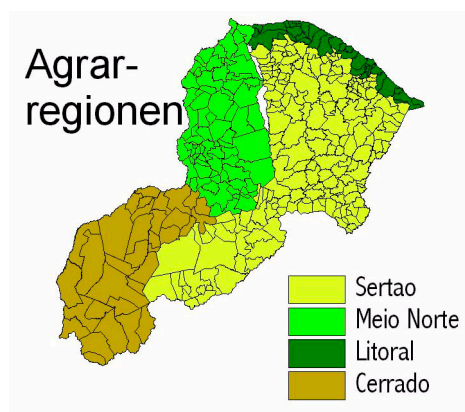 Agrar-
regionen
Sertao
Meio Norte
Litoral
Cerrado